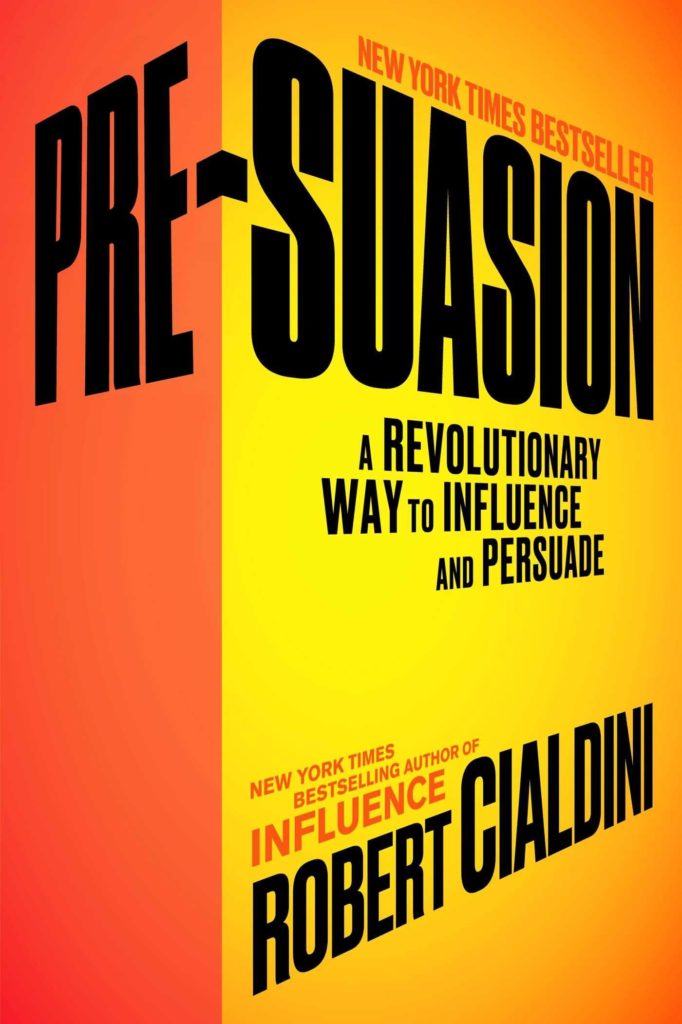 NEW YORK TIMES BESTSELLER
PRE-SUASION
A REVOLUTIONARY
WAY TO INFLUENCE
AND PERSUADE
NEW YORK TIMES
BESTSELLING AUTHOR OF
INFLUENCE
ROBERT CIALDINI